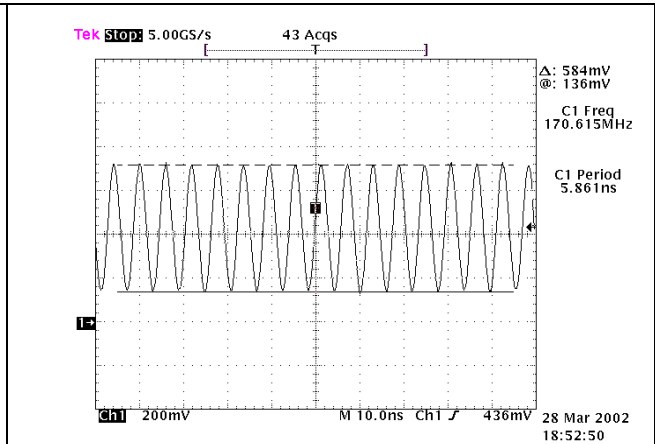 Tek Stop: 5.00GS/s 43 Acqs
[ T ]
Δ: 584mV
@: 136mV
C1 Freq
170.615MHz
C1 Period
5.861ns
T
1→
Ch1 200mV M 10.0ns Ch1 ƒ 436mV
28 Mar 2002
18:52:50